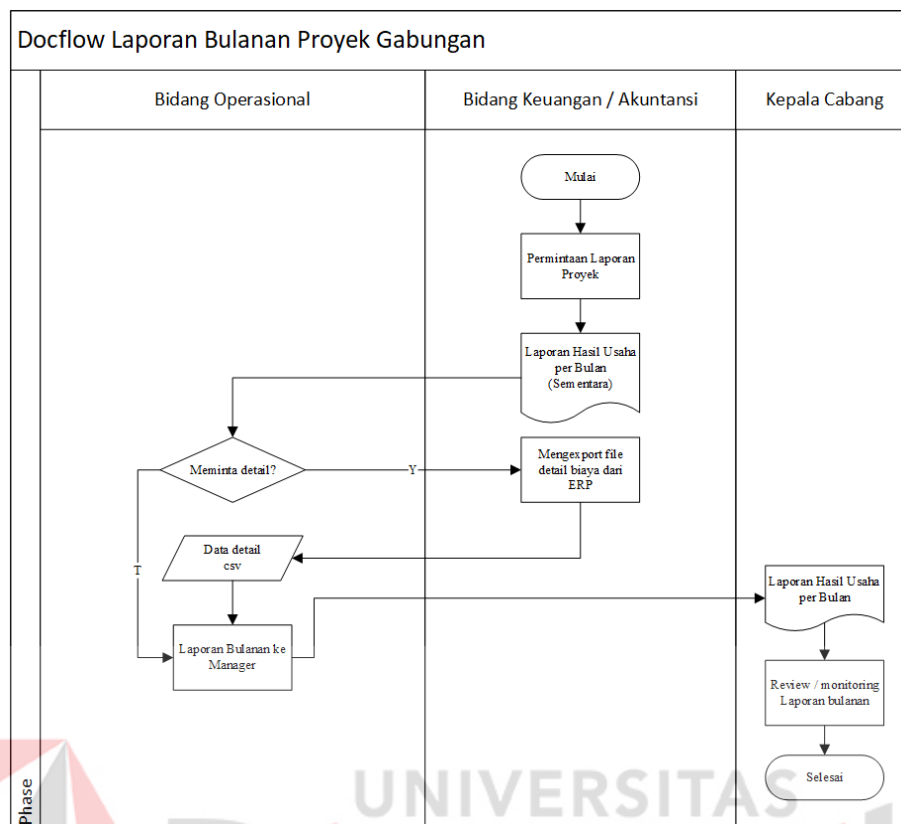 Docflow Laporan Bulanan Proyek Gabungan
Bidang Operasional
Bidang Keuangan / Akuntansi
Kepala Cabang
Mulai
Permintaan Laporan
Proyek
Laporan Hasil Usaha
per Bulan
(Sementara)
Meminta detail?
Y
Mengexport file
detail biaya dari
ERP
Data detail
csv
T
Laporan Bulanan ke
Manager
Laporan Hasil Usaha
per Bulan
Review / monitoring
Laporan bulanan
Selesai
Phase
UNIVERSITAS